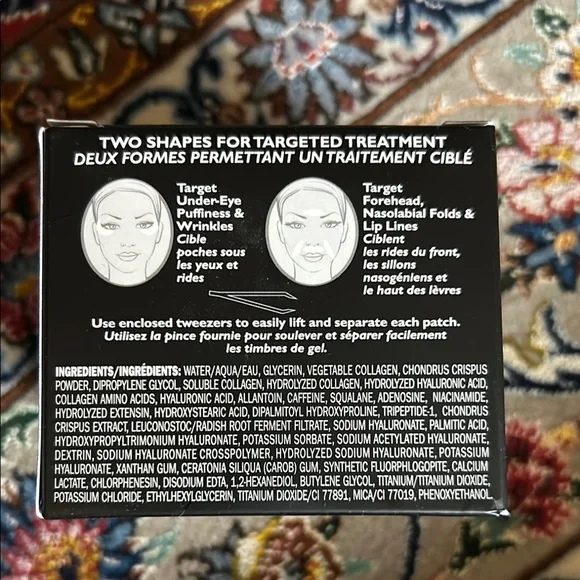 TWO SHAPES FOR TARGETED TREATMENT
DEUX FORMES PERMETTANT UN TRAITEMENT CIBLÉ
Target
Under-Eye
Puffiness &
Wrinkles
Cible
poches sous
les yeux et
rides
Target
Forehead,
Nasolabial Folds &
Lip Lines
Ciblent
les rides du front,
les sillons
nasogéniens et
le haut des lèvres
Use enclosed tweezers to easily lift and separate each patch.
Utilisez la pince fournie pour soulever et séparer facilement
les timbres de gel.
INGREDIENTS/INGRÉDIENTS: WATER/AQUA/EAU, GLYCERIN, VEGETABLE COLLAGEN, CHONDRUS CRISPUS
POWDER, DIPROPYLENE GLYCOL, SOLUBLE COLLAGEN, HYDROLYZED COLLAGEN, HYDROLYZED HYALURONIC ACID,
COLLAGEN AMINO ACIDS, HYALURONIC ACID, ALLANTOIN, CAFFEINE, SQUALANE, ADENOSINE, NIACINAMIDE,
HYDROLYZED EXTENSIN, HYDROXYSTEARIC ACID, DIPALMITOYL HYDROXYPROLINE, TRIPEPTIDE-1, CHONDRUS
CRISPUS EXTRACT, LEUCONOSTOC/RADISH ROOT FERMENT FILTRATE, SODIUM HYALURONATE, PALMITIC ACID,
HYDROXYPROPYLTRIMONIUM HYALURONATE, POTASSIUM SORBATE, SODIUM ACETYLATED HYALURONATE,
DEXTRIN, SODIUM HYALURONATE CROSSPOLYMER, HYDROLYZED SODIUM HYALURONATE, POTASSIUM
HYALURONATE, XANTHAN GUM, CERATONIA SILIQUA (CAROB) GUM, SYNTHETIC FLUORPHLOGOPITE, CALCIUM
LACTATE, CHLORPHENESIN, DISODIUM EDTA, 1,2-HEXANEDIOL, BUTYLENE GLYCOL, TITANIUM/TITANIUM DIOXIDE,
POTASSIUM CHLORIDE, ETHYLHEXYLGLYCERIN, TITANIUM DIOXIDE/CI 77891, MICA/CI 77019, PHENOXYETHANOL.